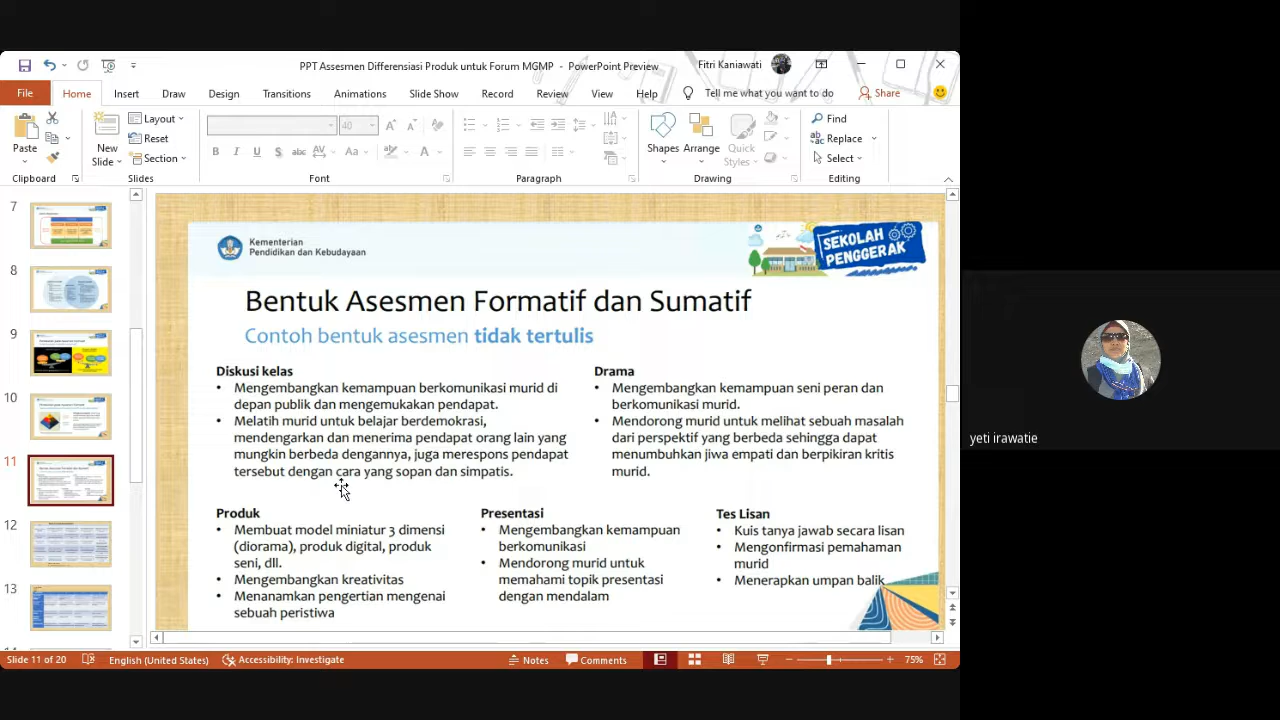 PPT Assesmen Differensiasi Produk untuk Forum MGMP - PowerPoint Preview
Fitri Kaniawati
File Home Insert Draw Design Transitions Animations Slide Show Record Review View Help Tell me what you want to do Share
Paste
New
Slide
Layout
Reset
Section
40
Shapes
Arrange
Quick
Styles
Find
Replace
Select
Clipboard Slides Font Paragraph Drawing Editing
7
8
9
10
11
12
13
Kementerian
Pendidikan dan Kebudayaan
SEKOLAH
PENGGERAK
Bentuk Asesmen Formatif dan Sumatif
Contoh bentuk asesmen tidak tertulis
Diskusi kelas
• Mengembangkan kemampuan berkomunikasi murid di
depan publik dan mengemukakan pendapat.
• Melatih murid untuk belajar berdemokrasi,
mendengarkan dan menerima pendapat orang lain yang
mungkin berbeda dengannya, juga merespons pendapat
tersebut dengan cara yang sopan dan simpatis.
Drama
• Mengembangkan kemampuan seni peran dan
berkomunikasi murid.
• Mendorong murid untuk melihat sebuah masalah
dari perspektif yang berbeda sehingga dapat
menumbuhkan jiwa empati dan berpikiran kritis
murid.
Produk
• Membuat model miniatur 3 dimensi
(diorama), produk digital, produk
seni, dll.
• Mengembangkan kreativitas
• Menanamkan pengertian mengenai
sebuah peristiwa
Presentasi
• Mengembangkan kemampuan
berkomunikasi
• Mendorong murid untuk
memahami topik presentasi
dengan mendalam
Tes Lisan
• Kuis tanya jawab secara lisan
• Mengonfirmasi pemahaman
murid
• Menerapkan umpan balik
Slide 11 of 20 English (United States) Accessibility: Investigate Notes Comments 75%
yeti irawatie